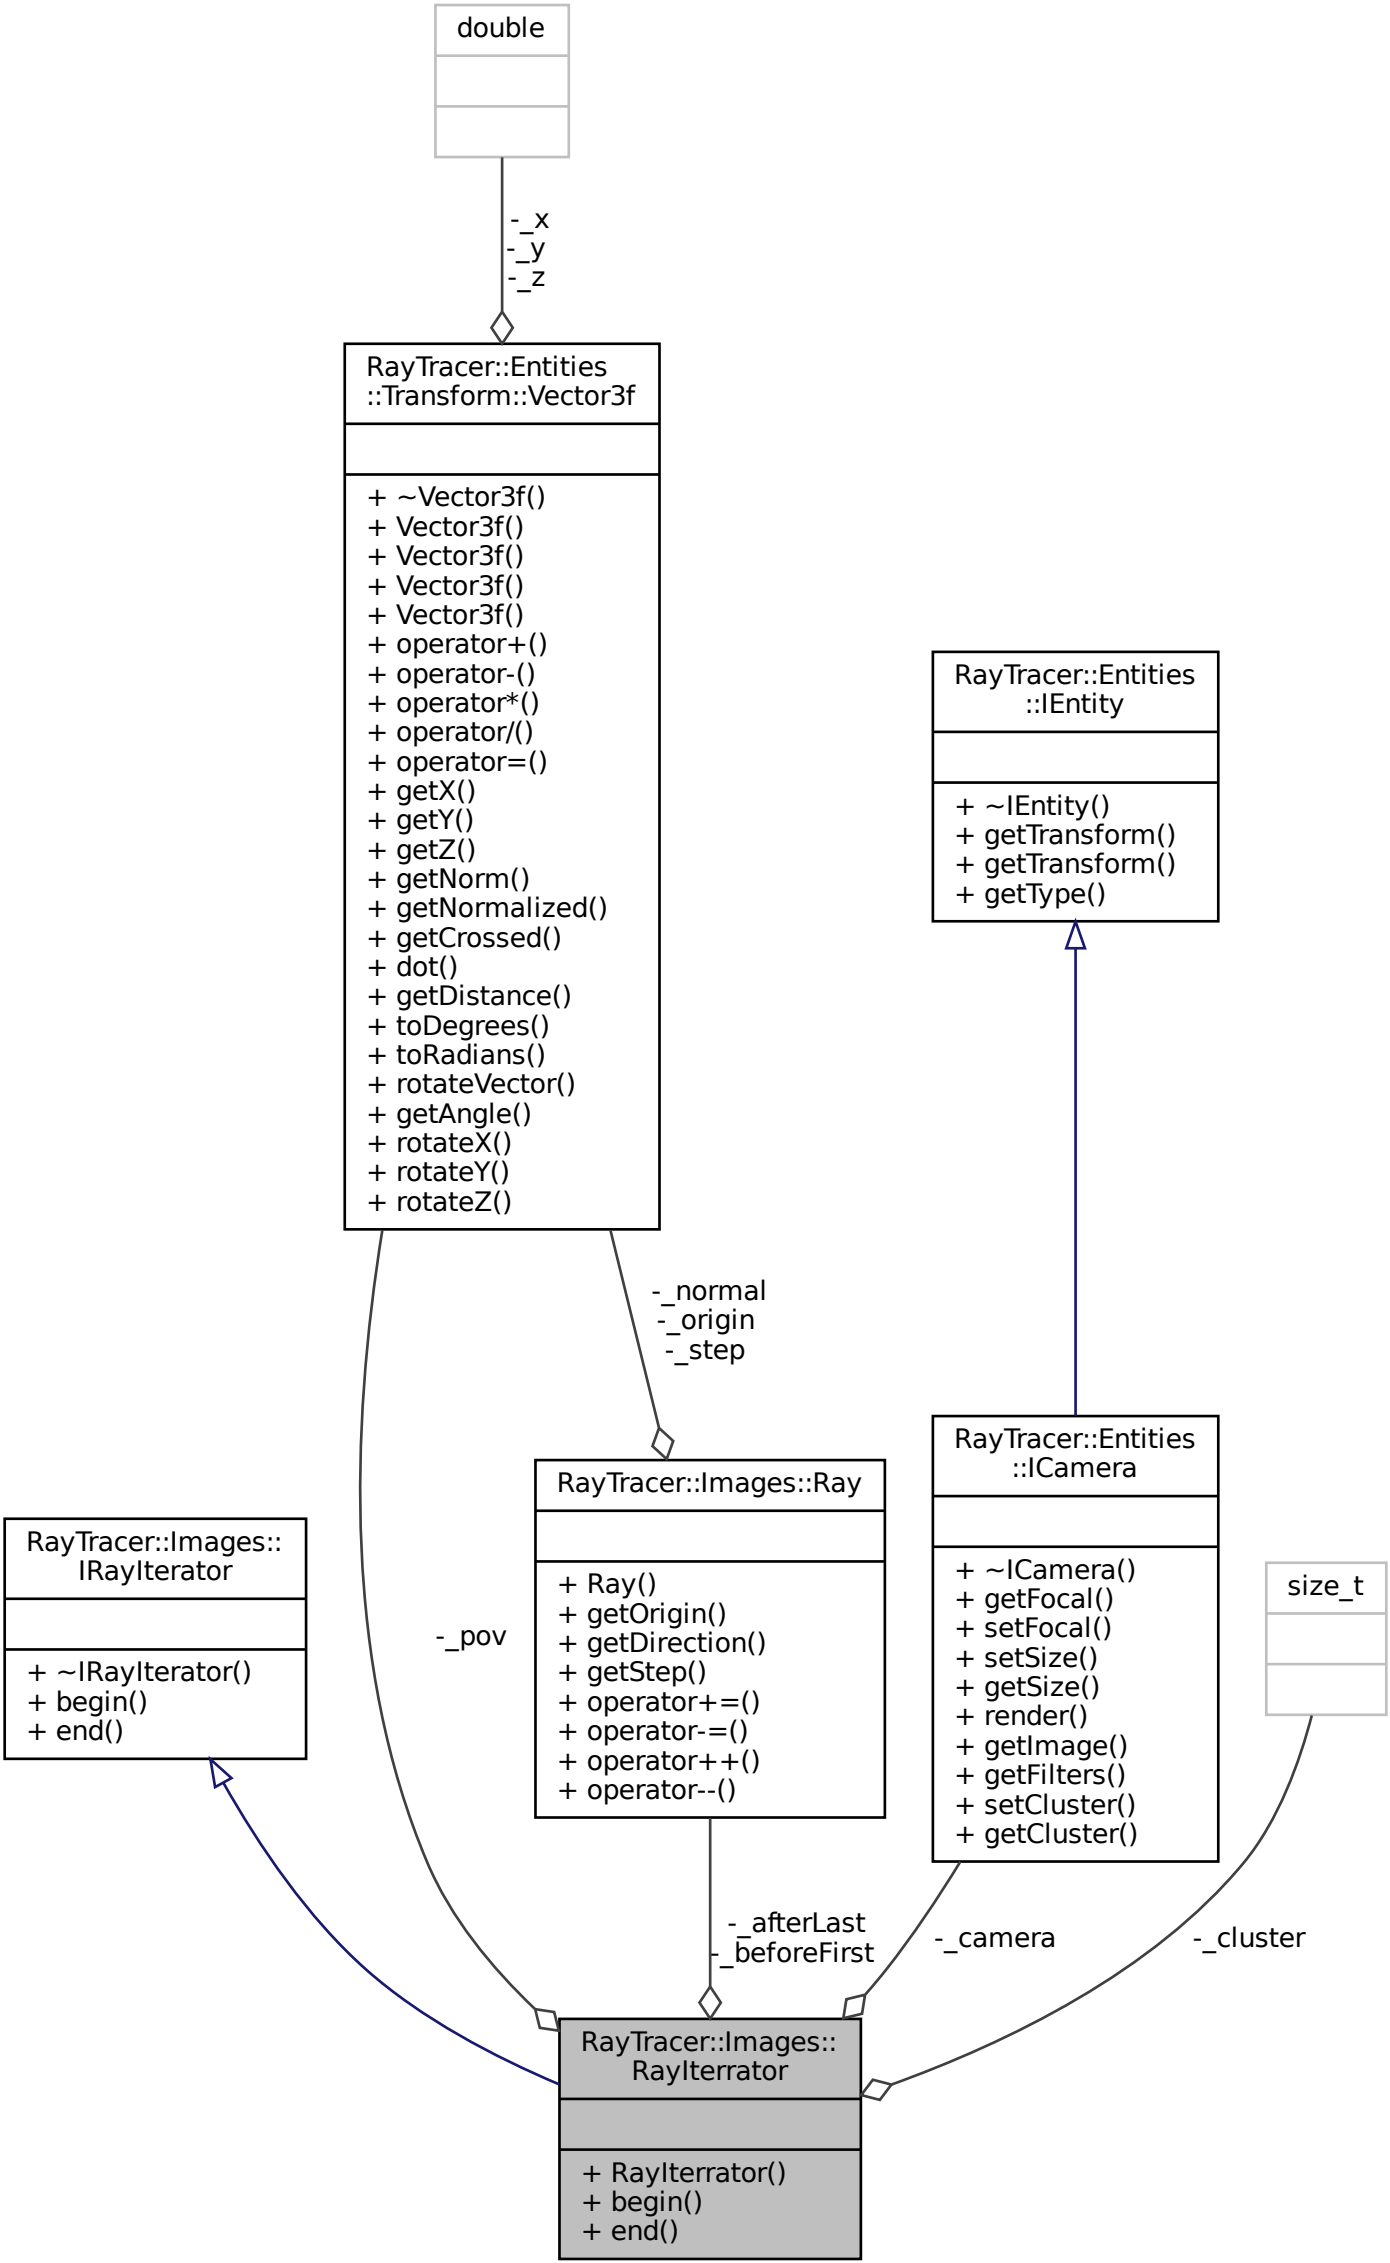 double
-_x
-_y
-_z
RayTracer::Entities
::Transform::Vector3f
+ ~Vector3f()
+ Vector3f()
+ Vector3f()
+ Vector3f()
+ Vector3f()
+ operator+()
+ operator-()
+ operator*()
+ operator/()
+ operator=()
+ getX()
+ getY()
+ getZ()
+ getNorm()
+ getNormalized()
+ getCrossed()
+ dot()
+ getDistance()
+ toDegrees()
+ toRadians()
+ rotateVector()
+ getAngle()
+ rotateX()
+ rotateY()
+ rotateZ()
RayTracer::Entities
::IEntity
+ ~IEntity()
+ getTransform()
+ getTransform()
+ getType()
-_normal
-_origin
-_step
RayTracer::Images::
IRayIterator
+ ~IRayIterator()
+ begin()
+ end()
-_pov
RayTracer::Images::Ray
+ Ray()
+ getOrigin()
+ getDirection()
+ getStep()
+ operator+=()
+ operator-=()
+ operator++()
+ operator--()
RayTracer::Entities
::ICamera
+ ~ICamera()
+ getFocal()
+ setFocal()
+ setSize()
+ getSize()
+ render()
+ getImage()
+ getFilters()
+ setCluster()
+ getCluster()
size_t
-_afterLast
-_beforeFirst
-_camera
-_cluster
RayTracer::Images::
RayIterrator
+ RayIterrator()
+ begin()
+ end()